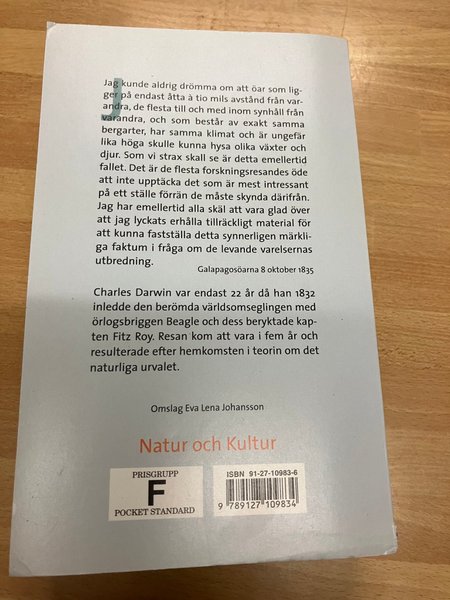 Jag kunde aldrig drömma om att öar som lig-
ger på endast åtta à tio mils avstånd från var-
andra, de flesta till och med inom synhåll från
varandra, och som består av exakt samma
bergarter, har samma klimat och är ungefär
lika höga skulle kunna hysa olika växter och
djur. Som vi strax skall se är detta emellertid
fallet. Det är de flesta forskningsresandes öde
att inte upptäcka det som är mest intressant
på ett ställe förrän de måste skynda därifrån.
Jag har emellertid alla skäl att vara glad över
att jag lyckats erhålla tillräckligt material för
att kunna fastställa detta synnerligen märkli-
ga faktum i fråga om de levande varelsernas
utbredning.
Galapagosöarna 8 oktober 1835
Charles Darwin var endast 22 år då han 1832
inledde den berömda världsomseglingen med
örlogsbriggen Beagle och dess beryktade kap-
ten Fitz Roy. Resan kom att vara i fem år och
resulterade efter hemkomsten i teorin om det
naturliga urvalet.
Omslag Eva Lena Johansson
Natur och Kultur
PRISGRUPP
F
POCKET STANDARD
ISBN 91-27-10983-6
9 789127 109834